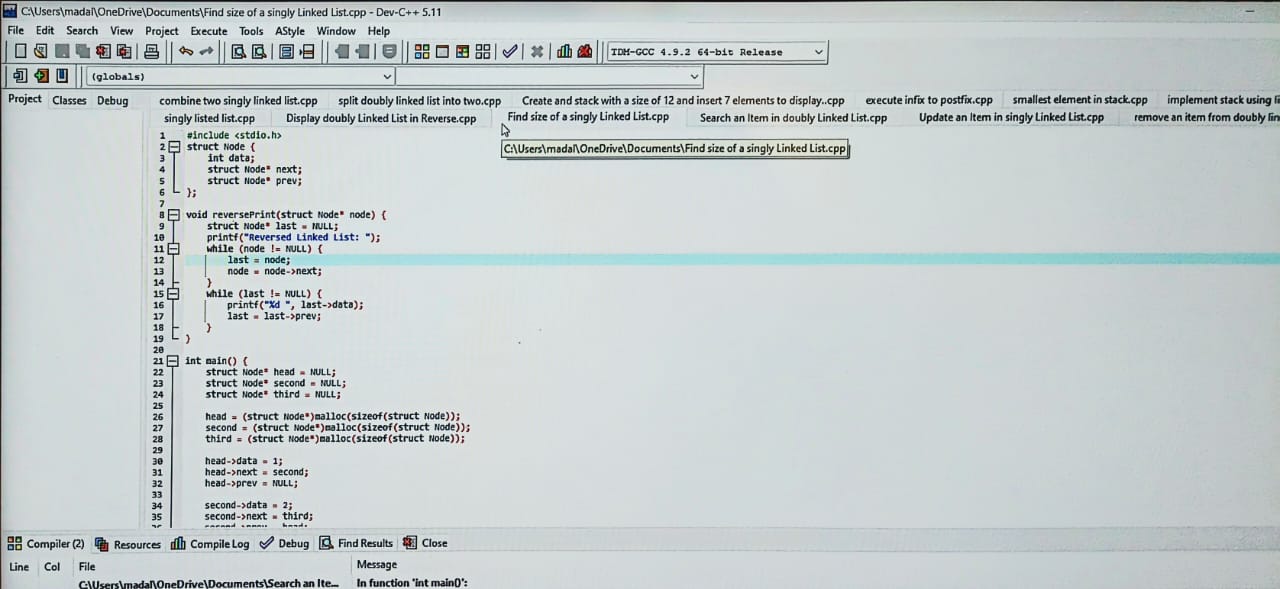 C:\Users\madal\OneDrive\Documents\Find size of a singly Linked List.cpp - Dev-C++ 5.11
File Edit Search View Project Execute Tools AStyle Window Help
TDM-GCC 4.9.2 64-bit Release
(globals)
Project Classes Debug
combine two singly linked list.cpp split doubly linked list into two.cpp Create and stack with a size of 12 and insert 7 elements to display..cpp execute infix to postfix.cpp smallest element in stack.cpp implement stack using li
singly listed list.cpp Display doubly Linked List in Reverse.cpp Find size of a singly Linked List.cpp Search an Item in doubly Linked List.cpp Update an Item in singly Linked List.cpp remove an item from doubly lin
C:\Users\madal\OneDrive\Documents\Find size of a singly Linked List.cpp
1 #include <stdio.h>
2 struct Node {
3 int data;
4 struct Node* next;
5 struct Node* prev;
6 };
7
8 void reversePrint(struct Node* node) {
9 struct Node* last = NULL;
10 printf("Reversed Linked List: ");
11 while (node != NULL) {
12 last = node;
13 node = node->next;
14 }
15 while (last != NULL) {
16 printf("%d ", last->data);
17 last = last->prev;
18 }
19 }
20
21 int main() {
22 struct Node* head = NULL;
23 struct Node* second = NULL;
24 struct Node* third = NULL;
25
26 head = (struct Node*)malloc(sizeof(struct Node));
27 second = (struct Node*)malloc(sizeof(struct Node));
28 third = (struct Node*)malloc(sizeof(struct Node));
29
30 head->data = 1;
31 head->next = second;
32 head->prev = NULL;
33
34 second->data = 2;
35 second->next = third;
Compiler (2) Resources Compile Log Debug Find Results Close
Line Col File Message
C:\Users\madal\OneDrive\Documents\Search an Ite... In function 'int main()':